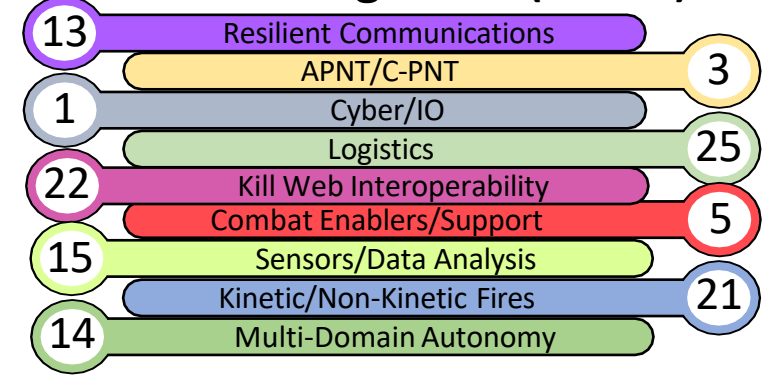 13 Resilient Communications
APNT/C-PNT 3
1 Cyber/IO
Logistics 25
22 Kill Web Interoperability
Combat Enablers/Support 5
15 Sensors/Data Analysis
Kinetic/Non-Kinetic Fires 21
14 Multi-Domain Autonomy